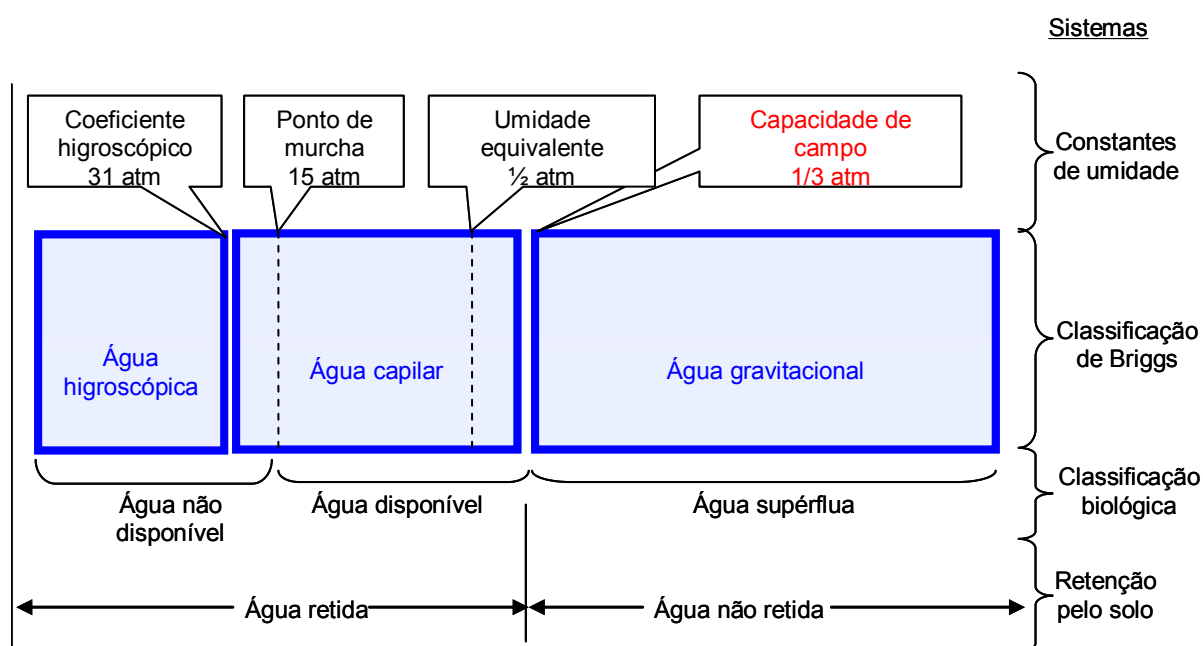 Sistemas
Coeficiente
higroscópico
31 atm
Ponto de
murcha
15 atm
Umidade
equivalente
½ atm
Capacidade de
campo
1/3 atm
Constantes
de umidade
Água
higroscópica
Água capilar
Água gravitacional
Classificação
de Briggs
Água não
disponível
Água disponível
Água supérflua
Classificação
biológica
Água retida
Água não retida
Retenção
pelo solo